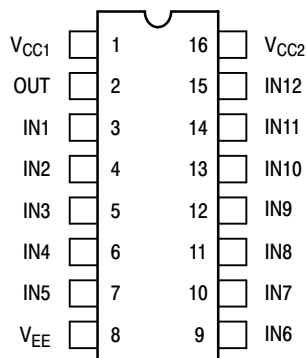 VCC1 1 16 VCC2
OUT 2 15 IN12
IN1 3 14 IN11
IN2 4 13 IN10
IN3 5 12 IN9
IN4 6 11 IN8
IN5 7 10 IN7
VEE 8 9 IN6